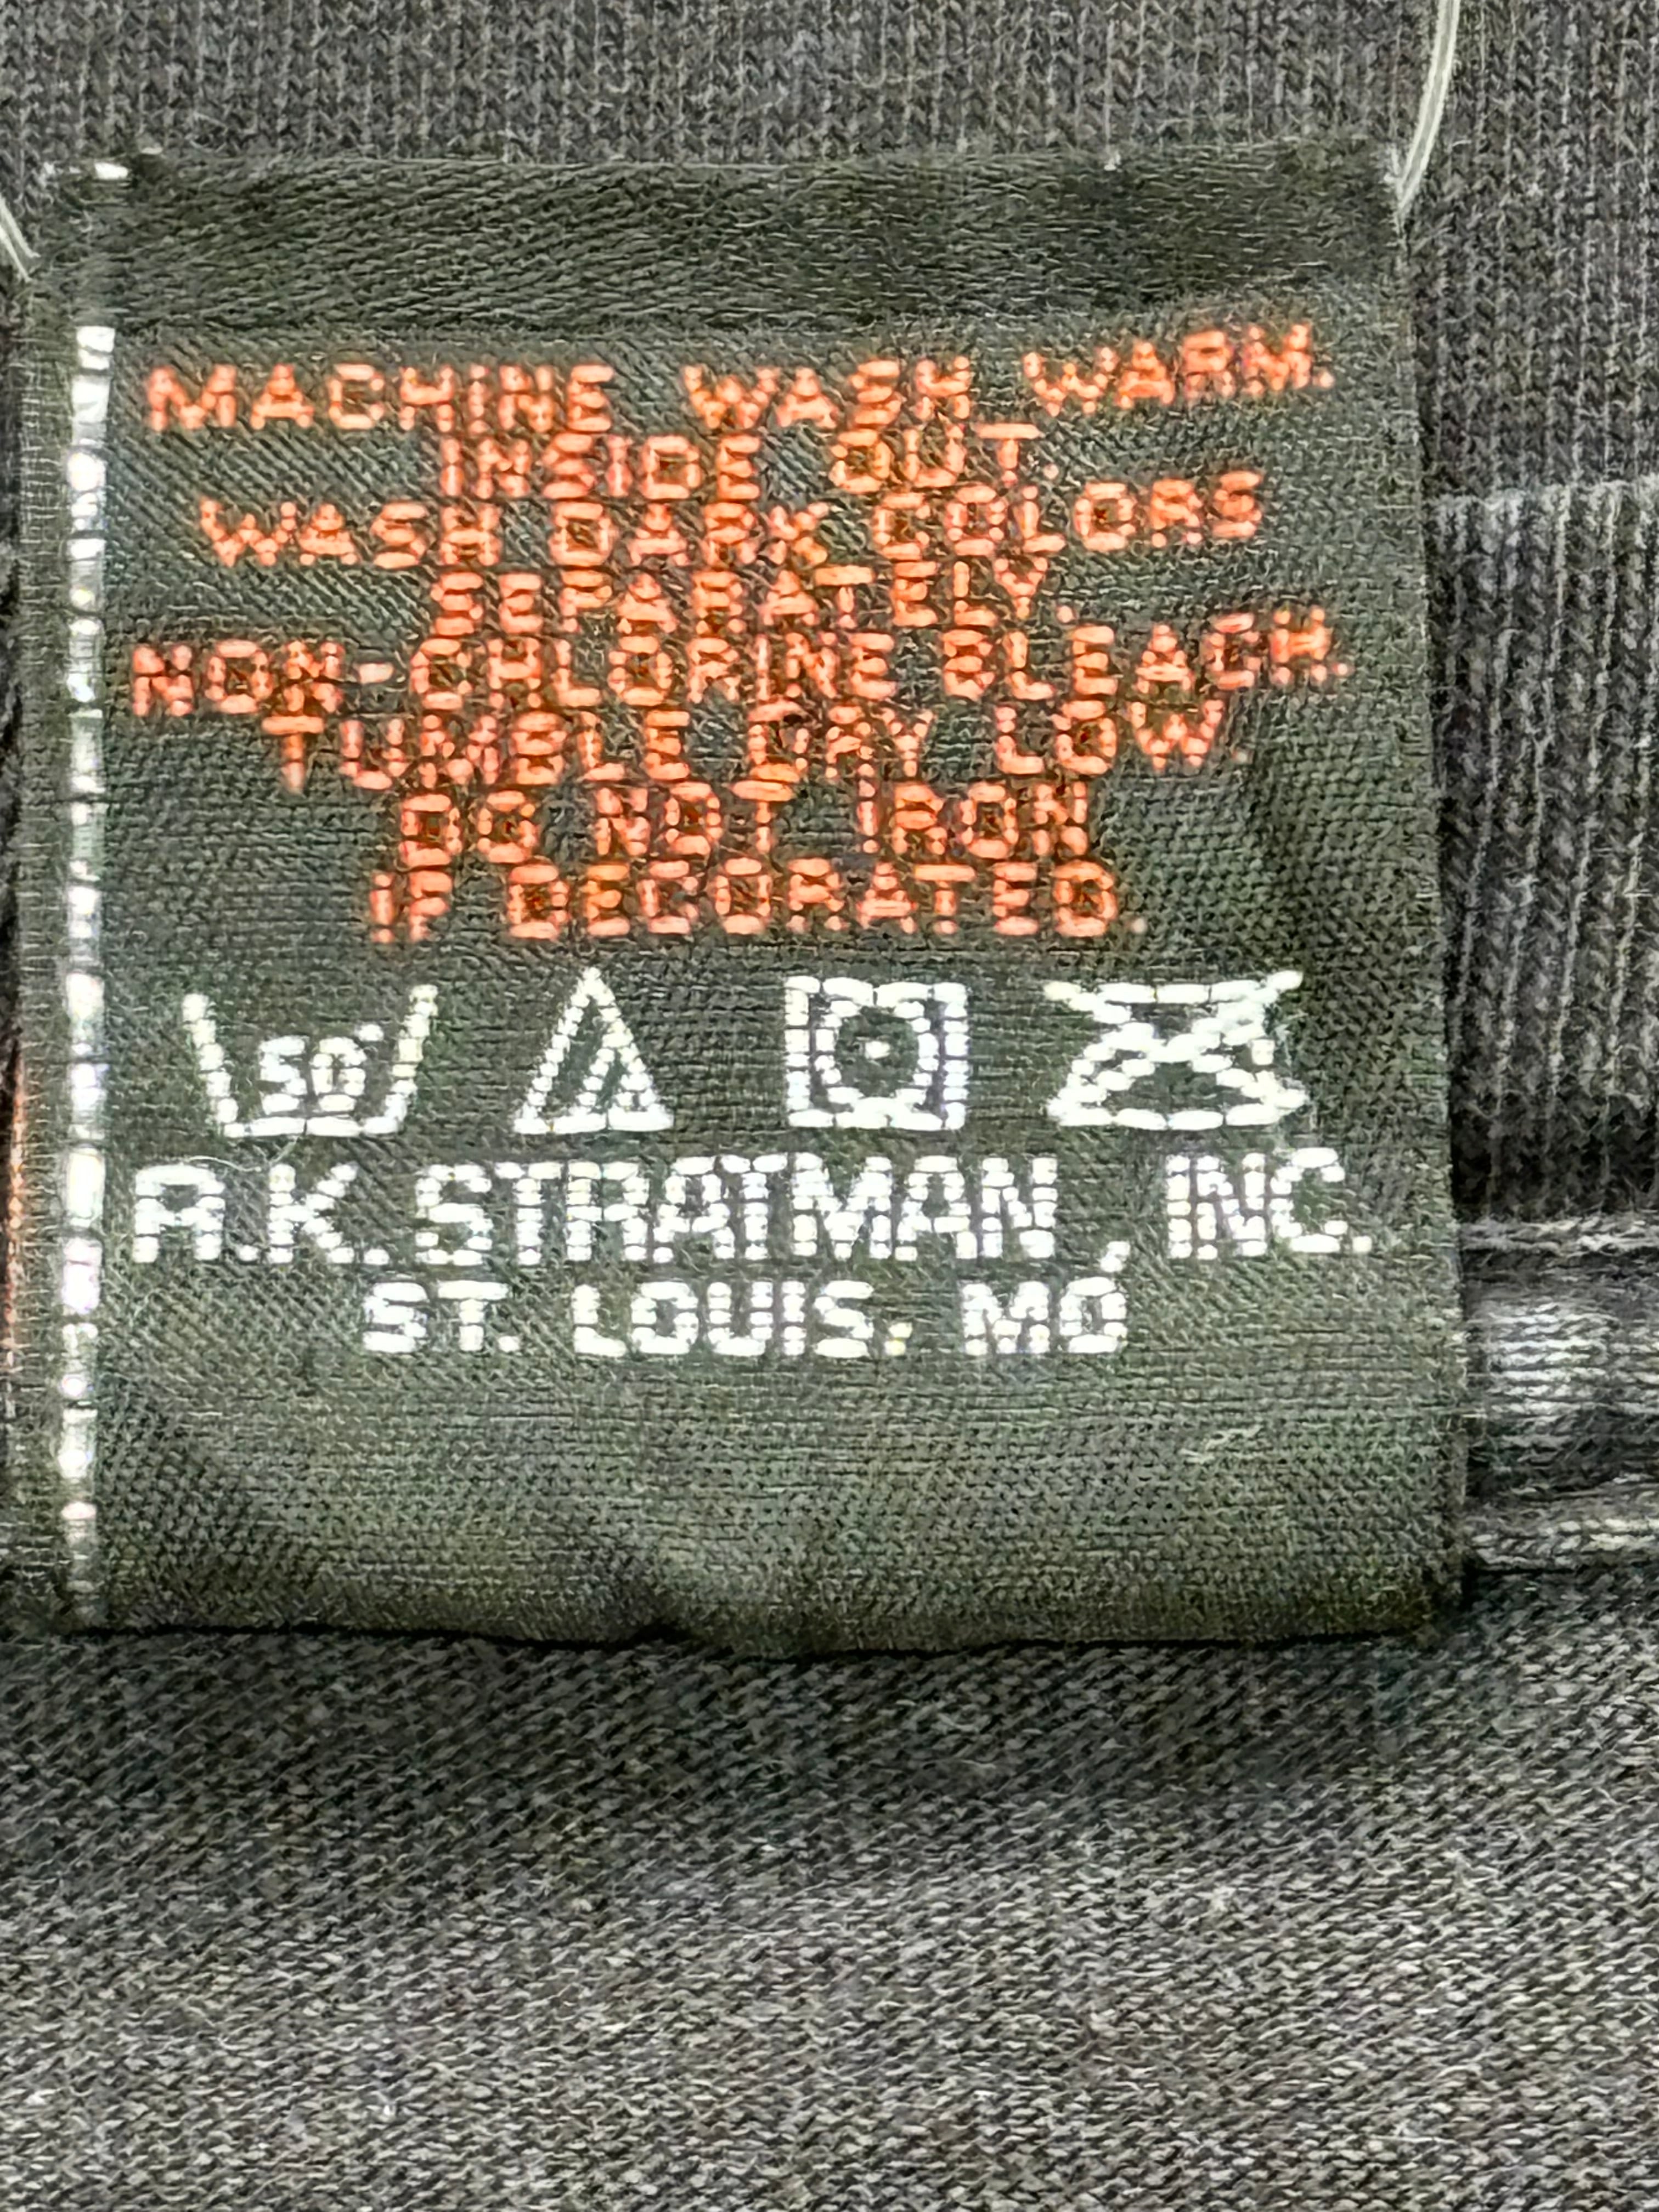 MACHINE WASH WARM.
INSIDE OUT.
WASH DARK COLORS
SEPARATELY.
NON-CHLORINE BLEACH.
TUMBLE DRY LOW.
DO NOT IRON
IF DECORATED.
50°
R.K. STRATMAN, INC.
ST. LOUIS, MO